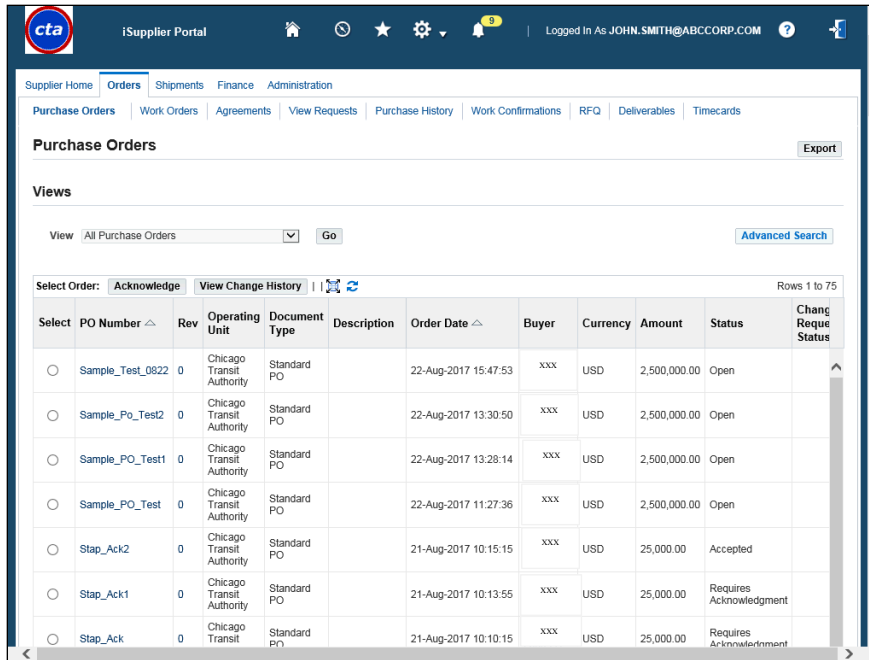 cta
iSupplier Portal
9
| Logged In As JOHN.SMITH@ABCCORP.COM
?
Supplier Home Orders Shipments Finance Administration
Purchase Orders Work Orders Agreements View Requests Purchase History Work Confirmations RFQ Deliverables Timecards
Purchase Orders
Export
Views
View All Purchase Orders Go
Advanced Search
Select Order: Acknowledge View Change History | | Rows 1 to 75
Select PO Number Rev Operating Unit Document Type Description Order Date Buyer Currency Amount Status Chang Reque Status
Sample_Test_0822 0 Chicago Transit Authority Standard PO 22-Aug-2017 15:47:53 xxx USD 2,500,000.00 Open
Sample_Po_Test2 0 Chicago Transit Authority Standard PO 22-Aug-2017 13:30:50 xxx USD 2,500,000.00 Open
Sample_PO_Test1 0 Chicago Transit Authority Standard PO 22-Aug-2017 13:28:14 xxx USD 2,500,000.00 Open
Sample_PO_Test 0 Chicago Transit Authority Standard PO 22-Aug-2017 11:27:36 xxx USD 2,500,000.00 Open
Stap_Ack2 0 Chicago Transit Authority Standard PO 21-Aug-2017 10:15:15 xxx USD 25,000.00 Accepted
Stap_Ack1 0 Chicago Transit Authority Standard PO 21-Aug-2017 10:13:55 xxx USD 25,000.00 Requires Acknowledgment
Stap_Ack 0 Chicago Transit Standard PO 21-Aug-2017 10:10:15 xxx USD 25,000.00 Requires Acknowledgment